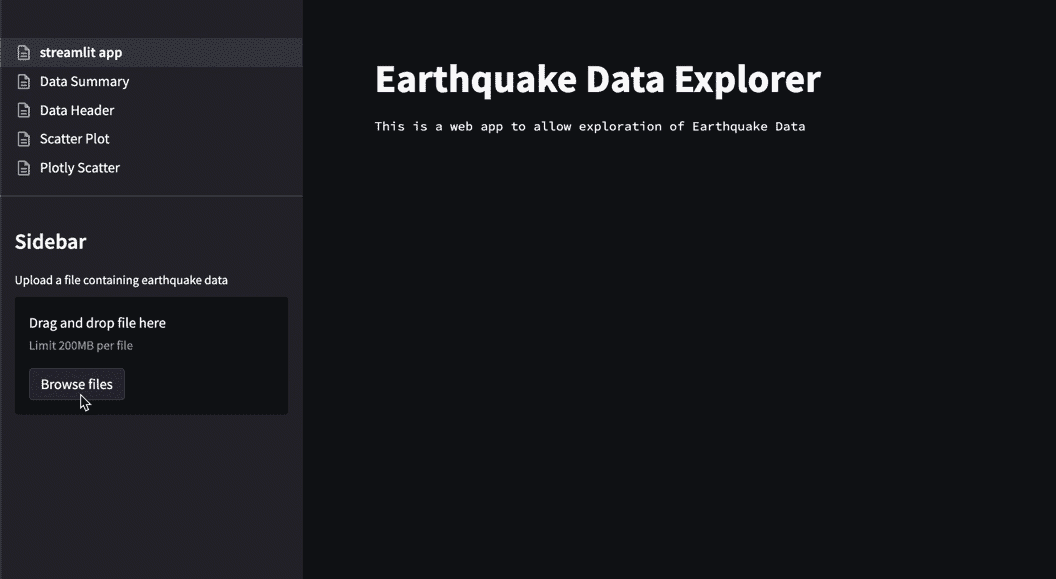 streamlit app
Data Summary
Data Header
Scatter Plot
Plotly Scatter
Sidebar
Upload a file containing earthquake data
Drag and drop file here
Limit 200MB per file
Browse files
Earthquake Data Explorer
This is a web app to allow exploration of Earthquake Data